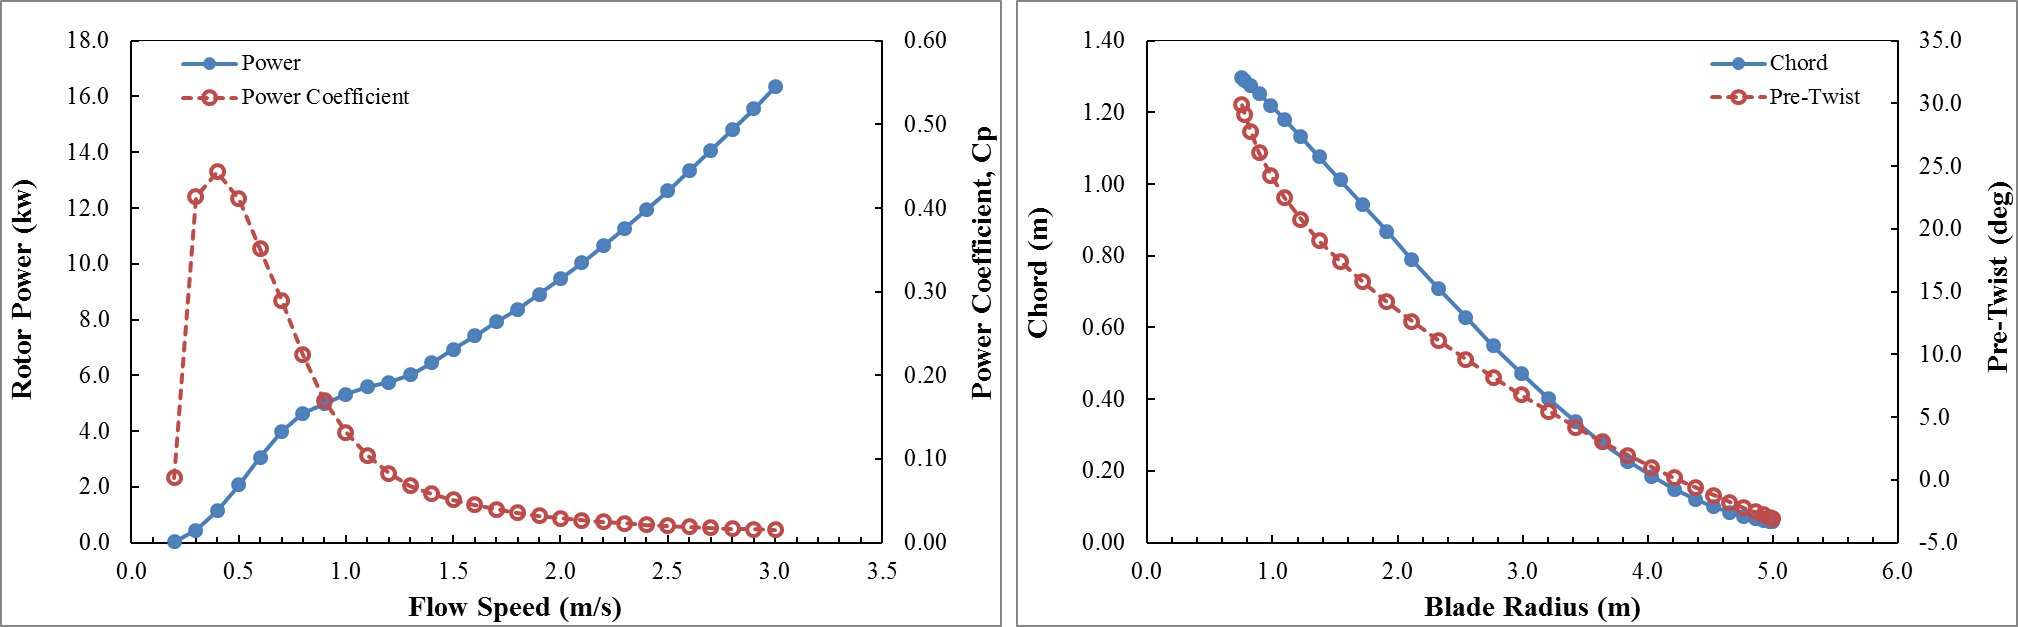 18.0
16.0
14.0
12.0
10.0
8.0
6.0
4.0
2.0
0.0
Rotor Power (kw)
Power
Power Coefficient
0.60
0.50
0.40
0.30
0.20
0.10
0.00
Power Coefficient, Cp
0.0 0.5 1.0 1.5 2.0 2.5 3.0 3.5
Flow Speed (m/s)
1.40
1.20
1.00
0.80
0.60
0.40
0.20
0.00
Chord (m)
Chord
Pre-Twist
35.0
30.0
25.0
20.0
15.0
10.0
5.0
0.0
-5.0
Pre-Twist (deg)
0.0 1.0 2.0 3.0 4.0 5.0 6.0
Blade Radius (m)